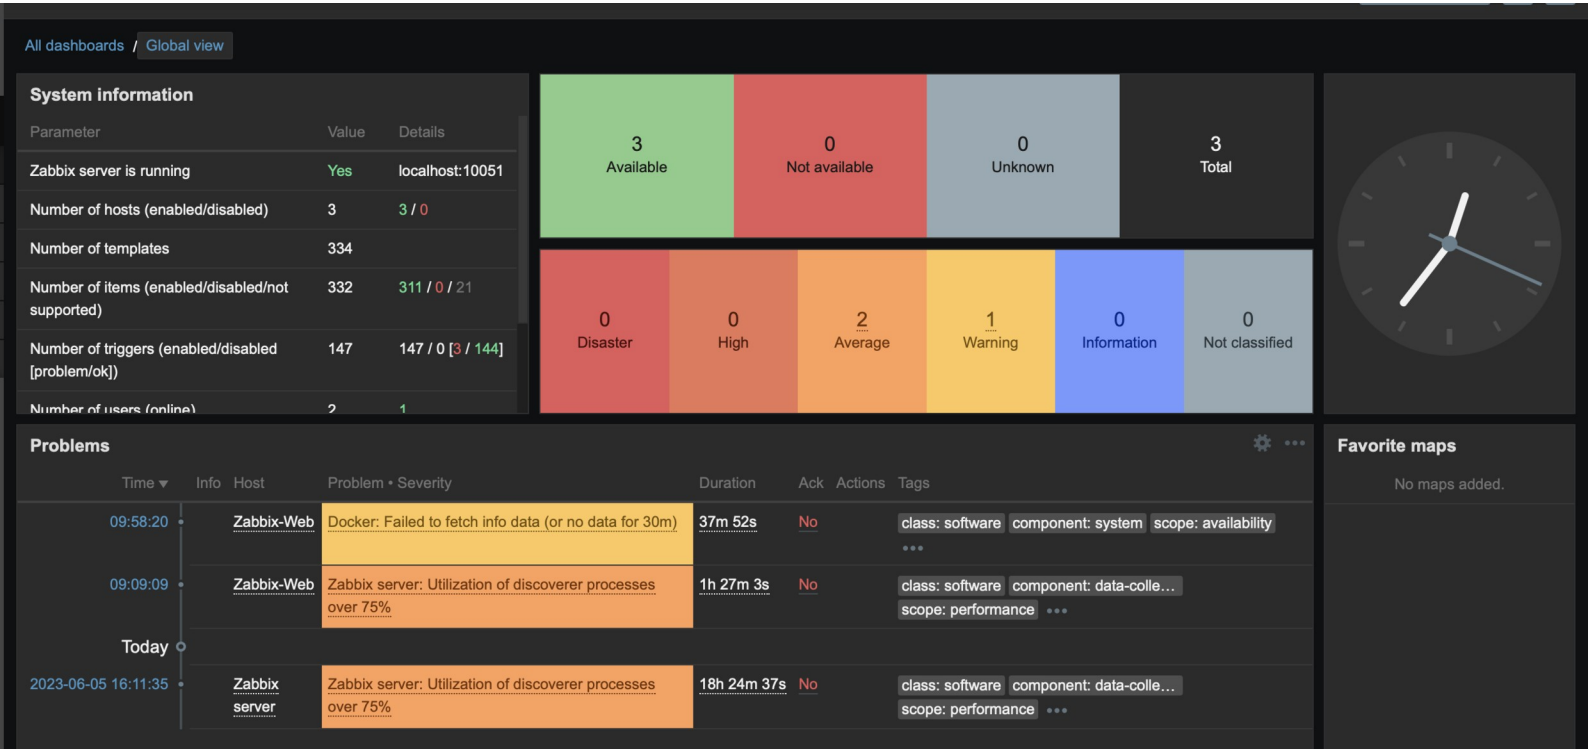 All dashboards / Global view
System information
Parameter Value Details
Zabbix server is running Yes localhost:10051
Number of hosts (enabled/disabled) 3 3 / 0
Number of templates 334
Number of items (enabled/disabled/not
supported) 332 311 / 0 / 21
Number of triggers (enabled/disabled
[problem/ok]) 147 147 / 0 [3 / 144]
Number of users (online) 2 1
3
Available
0
Not available
0
Unknown
3
Total
0
Disaster
0
High
2
Average
1
Warning
0
Information
0
Not classified
Problems
Time ▼ Info Host Problem • Severity Duration Ack Actions Tags
09:58:20 Zabbix-Web Docker: Failed to fetch info data (or no data for 30m) 37m 52s No class: software component: system scope: availability
•••
09:09:09 Zabbix-Web Zabbix server: Utilization of discoverer processes 1h 27m 3s No class: software component: data-colle…
over 75% scope: performance •••
Today
2023-06-05 16:11:35 Zabbix Zabbix server: Utilization of discoverer processes 18h 24m 37s No class: software component: data-colle…
server over 75% scope: performance •••
Favorite maps
No maps added.